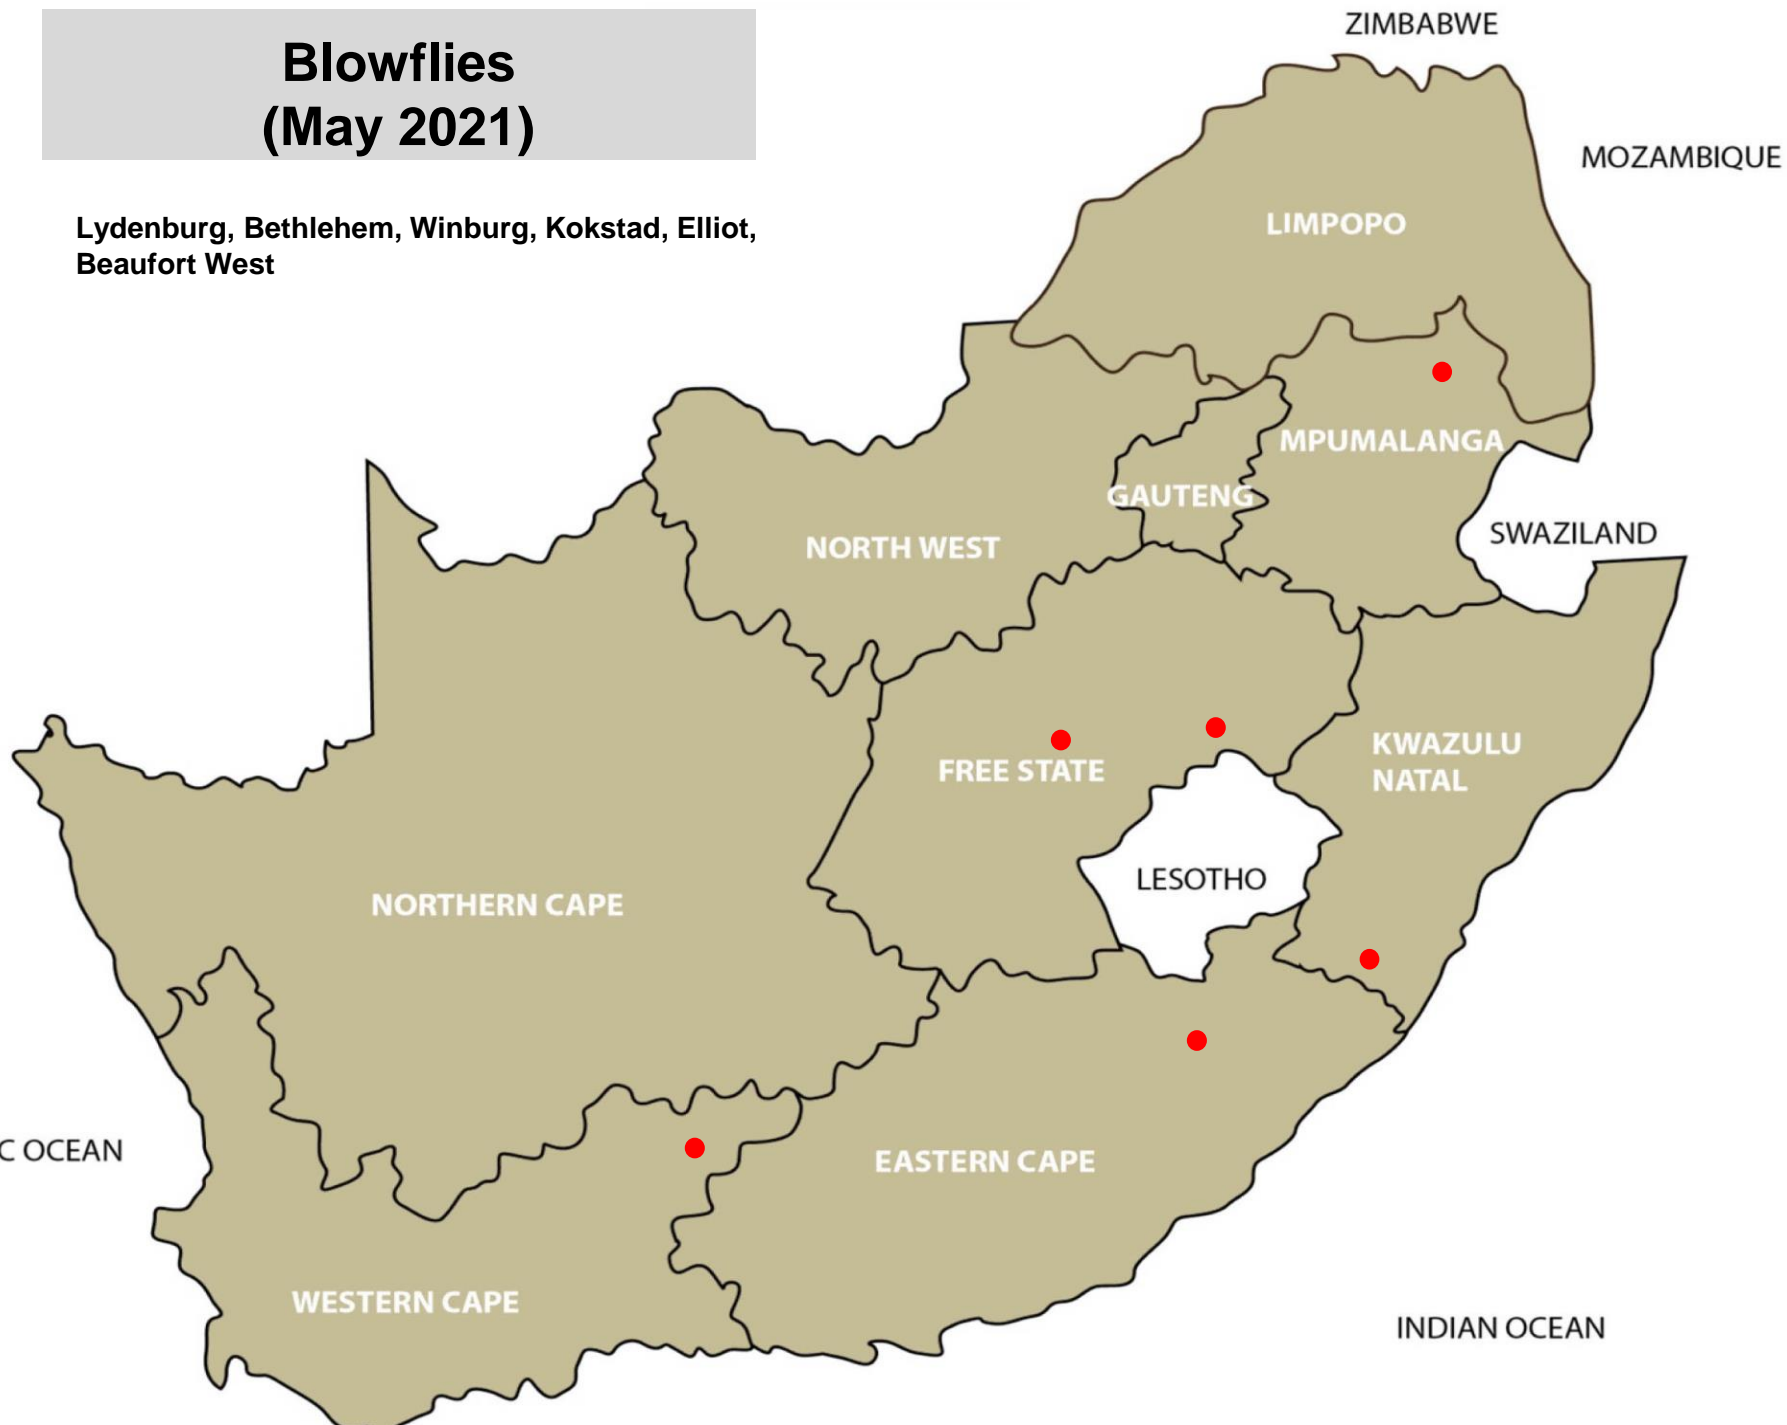 Blowflies
(May 2021)
Lydenburg, Bethlehem, Winburg, Kokstad, Elliot,
Beaufort West
ZIMBABWE
MOZAMBIQUE
LIMPOPO
MPUMALANGA
GAUTENG
NORTH WEST
SWAZILAND
KWAZULU
NATAL
FREE STATE
LESOTHO
NORTHERN CAPE
C OCEAN
EASTERN CAPE
WESTERN CAPE
INDIAN OCEAN